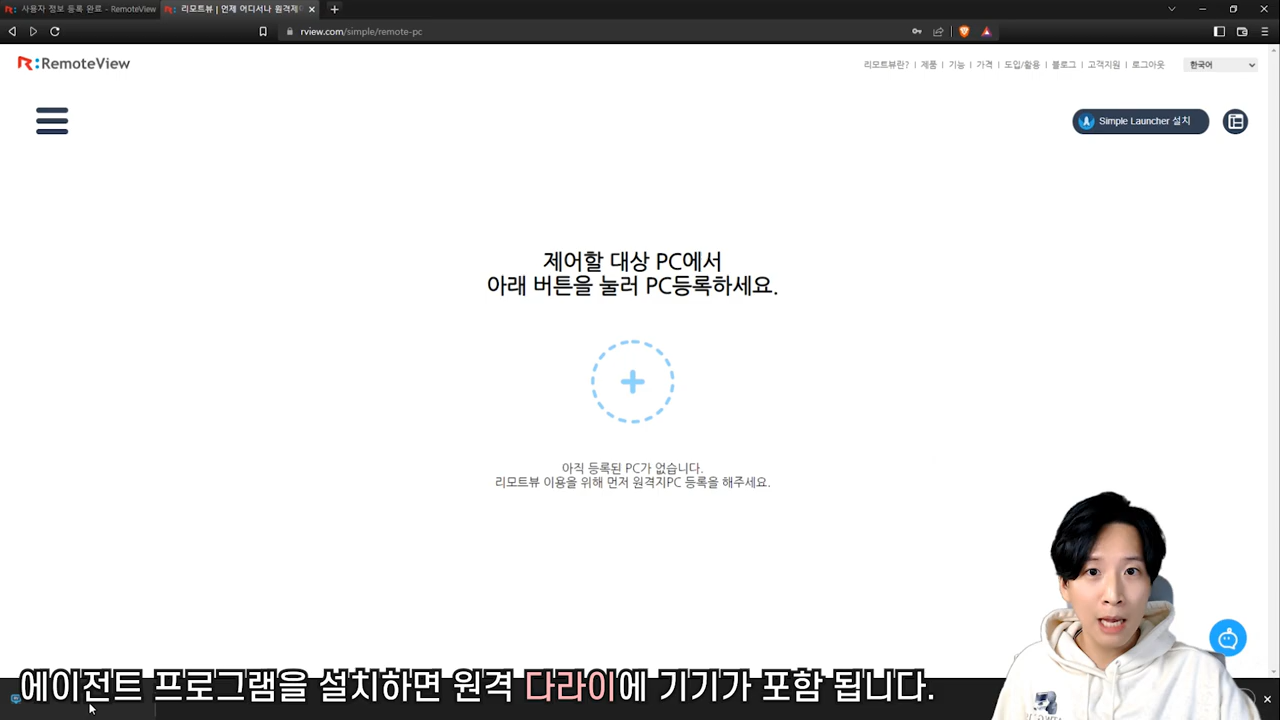 사용자 정보 등록 완료 - RemoteView
리모트뷰 | 언제 어디서나 원격제
rview.com/simple/remote-pc
RemoteView
리모트뷰란? | 제품 | 기능 | 가격 | 도입/활용 | 블로그 | 고객지원 | 로그아웃
한국어
Simple Launcher 설치
제어할 대상 PC에서
아래 버튼을 눌러 PC등록하세요.
아직 등록된 PC가 없습니다.
리모트뷰 이용을 위해 먼저 원격지PC 등록을 해주세요.
에이전트 프로그램을 설치하면 원격 다라이에 기기가 포함 됩니다.